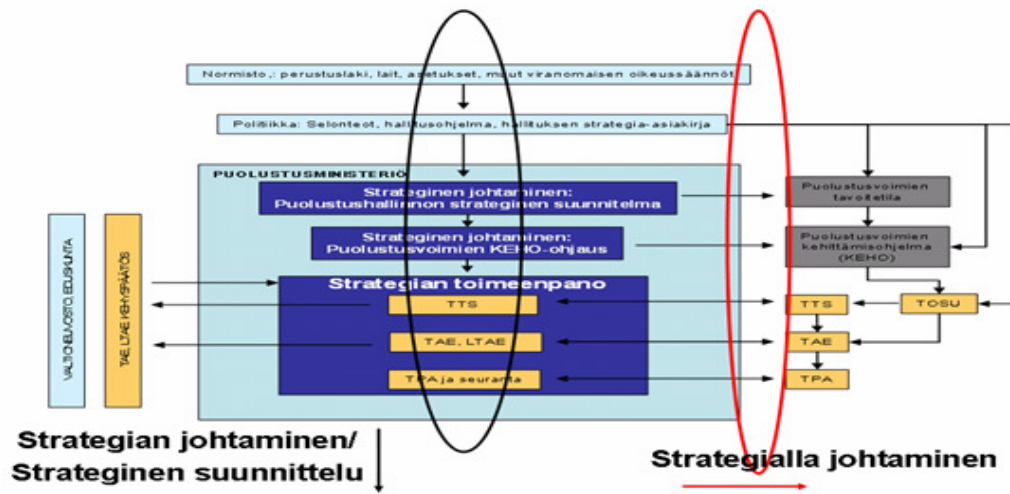 Normisto,: perustuslaki, lait, asetukset, muut viranomaisen oikeussäännöt
Politiikka: Selonteot, hallitusohjelma, hallituksen strategia-asiakirja
PUOLUSTUSMINISTERIÖ
Strateginen johtaminen:
Puolustushallinnon strateginen suunnitelma
Strateginen johtaminen:
Puolustusvoimien KEHO-ohjaus
Strategian toimeenpano
TTS
TAE, LTAE
TPA ja seuranta
VALTIONEUVOSTO, EDUSKUNTA
TAE, LTAE KEHYSPÄÄTÖS
Puolustusvoimien
tavoitetila
Puolustusvoimien
kehittämisohjelma
(KEHO)
TTS
TOSU
TAE
TPA
Strategian johtaminen/
Strateginen suunnittelu
Strategialla johtaminen